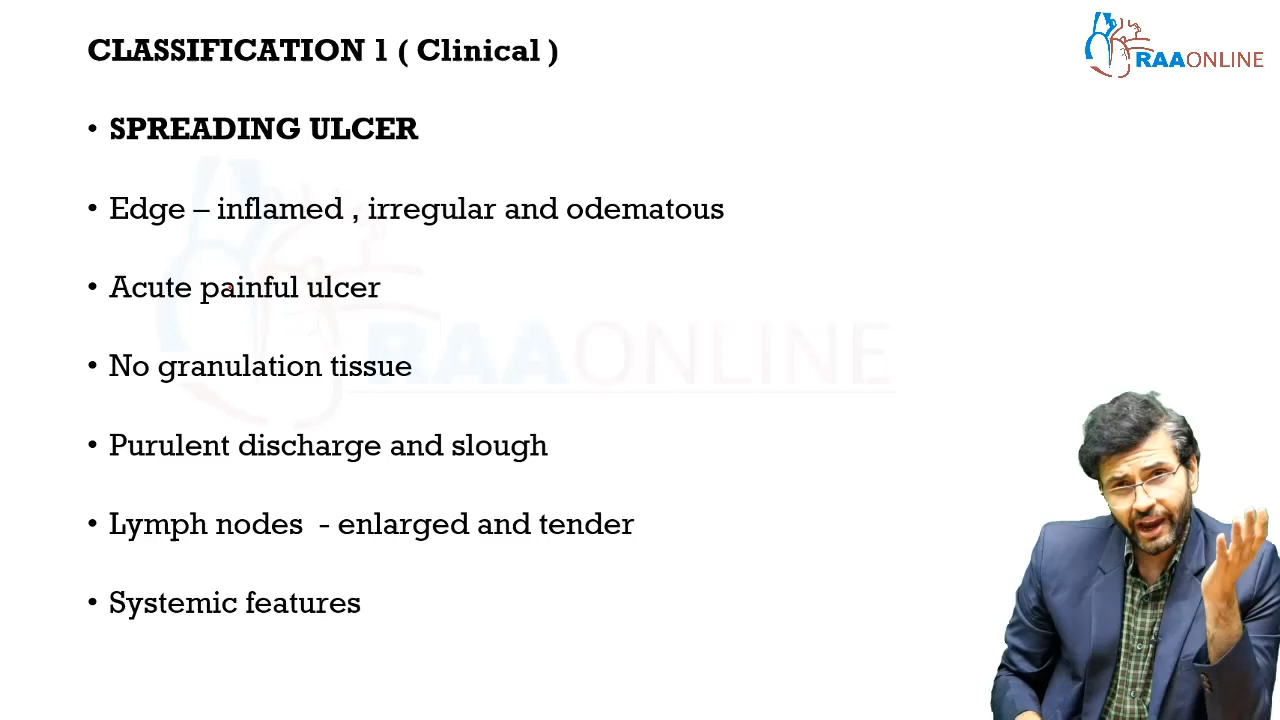 CLASSIFICATION 1 ( Clinical )
RAAONLINE
• SPREADING ULCER
• Edge – inflamed , irregular and odematous
• Acute painful ulcer
• No granulation tissue
RAAONLINE
• Purulent discharge and slough
• Lymph nodes - enlarged and tender
• Systemic features